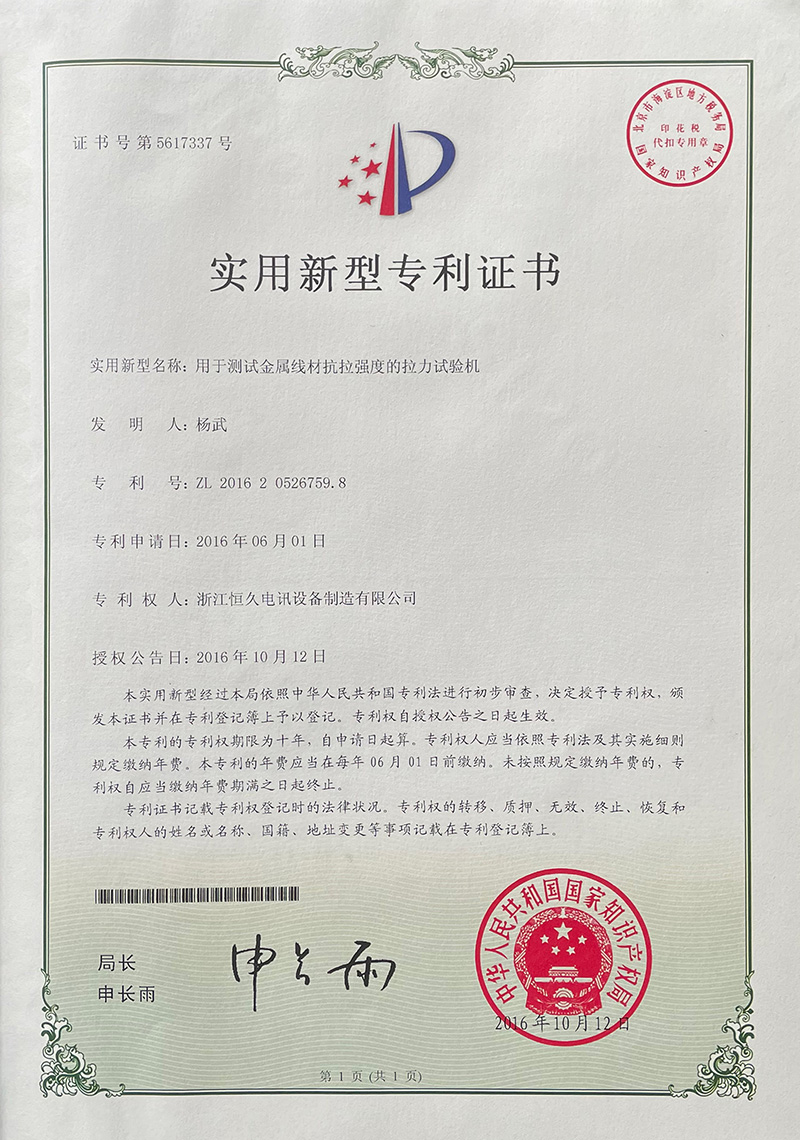 证书号第5617337号
北京市海淀区地方税务局
印花税
代扣专用章
国家知识产权局
实用新型专利证书
实用新型名称：用于测试金属线材抗拉强度的拉力试验机
发明人：杨武
专利号：ZL 2016 2 0526759.8
专利申请日：2016年06月01日
专利权人：浙江恒久电讯设备制造有限公司
授权公告日：2016年10月12日
本实用新型经过本局依照中华人民共和国专利法进行初步审查，决定授予专利权，颁
发本证书并在专利登记簿上予以登记。专利权自授权公告之日起生效。
本专利的专利权期限为十年，自申请日起算。专利权人应当依照专利法及其实施细则
规定缴纳年费。本专利的年费应当在每年06月01日前缴纳。未按照规定缴纳年费的，专
利权自应当缴纳年费期满之日起终止。
专利证书记载专利权登记时的法律状况。专利权的转移、质押、无效、终止、恢复和
专利权人的姓名或名称、国籍、地址变更等事项记载在专利登记簿上。
局长
申长雨
申长雨
中华人民共和国国家知识产权局
2016年10月12日
第1页(共1页)